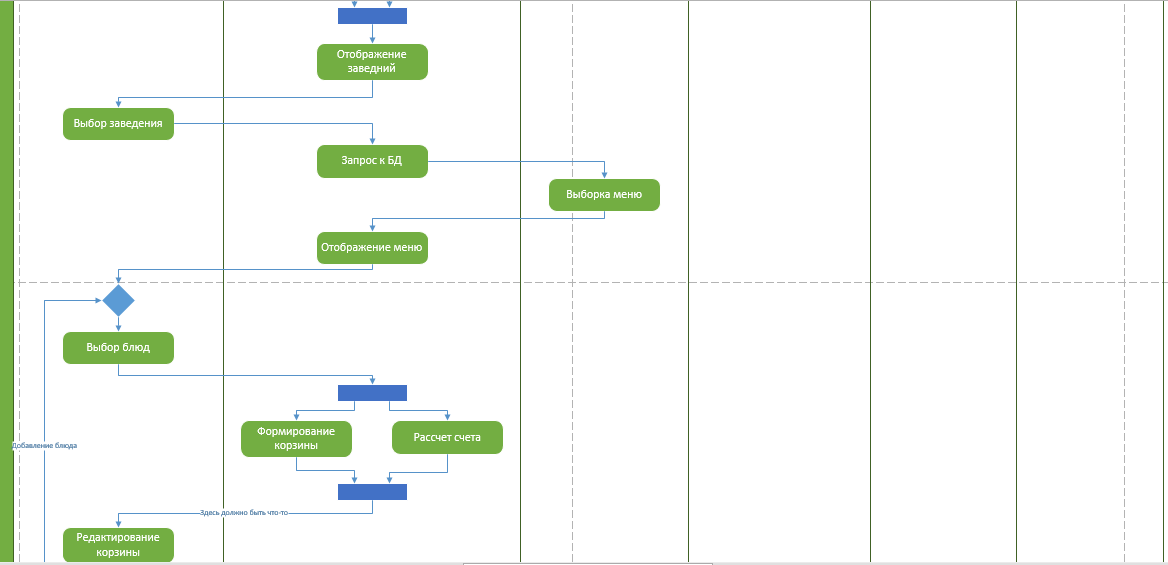 Отображение
заведний
Выбор заведения
Запрос к БД
Выборка меню
Отображение меню
Выбор блюд
Формирование
корзины
Рассчет счета
Добавление блюда
Здесь должно быть что-то
Редактирование
корзины